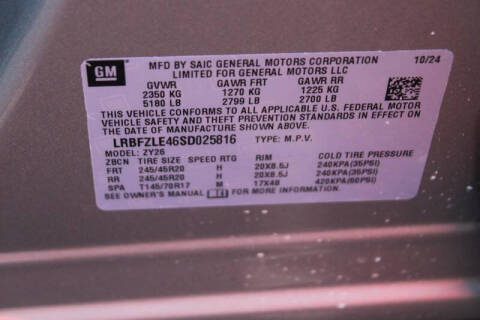 GM
MFD BY SAIC GENERAL MOTORS CORPORATION 10/24
LIMITED FOR GENERAL MOTORS LLC
GVWR GAWR FRT GAWR RR
2350 KG 1270 KG 1225 KG
5180 LB 2799 LB 2700 LB
THIS VEHICLE CONFORMS TO ALL APPLICABLE U.S. FEDERAL MOTOR
VEHICLE SAFETY AND THEFT PREVENTION STANDARDS IN EFFECT ON
THE DATE OF MANUFACTURE SHOWN ABOVE.
LRBFZLE46SD025816 TYPE: M.P.V.
MODEL: ZY26
ZBCN TIRE SIZE SPEED RTG RIM COLD TIRE PRESSURE
FRT 245/45R20 H 20X8.5J 240KPA(35PSI)
RR 245/45R20 H 20X8.5J 240KPA(35PSI)
SPA T145/70R17 M 17X4B 420KPA(60PSI)
SEE OWNER'S MANUAL FOR MORE INFORMATION.